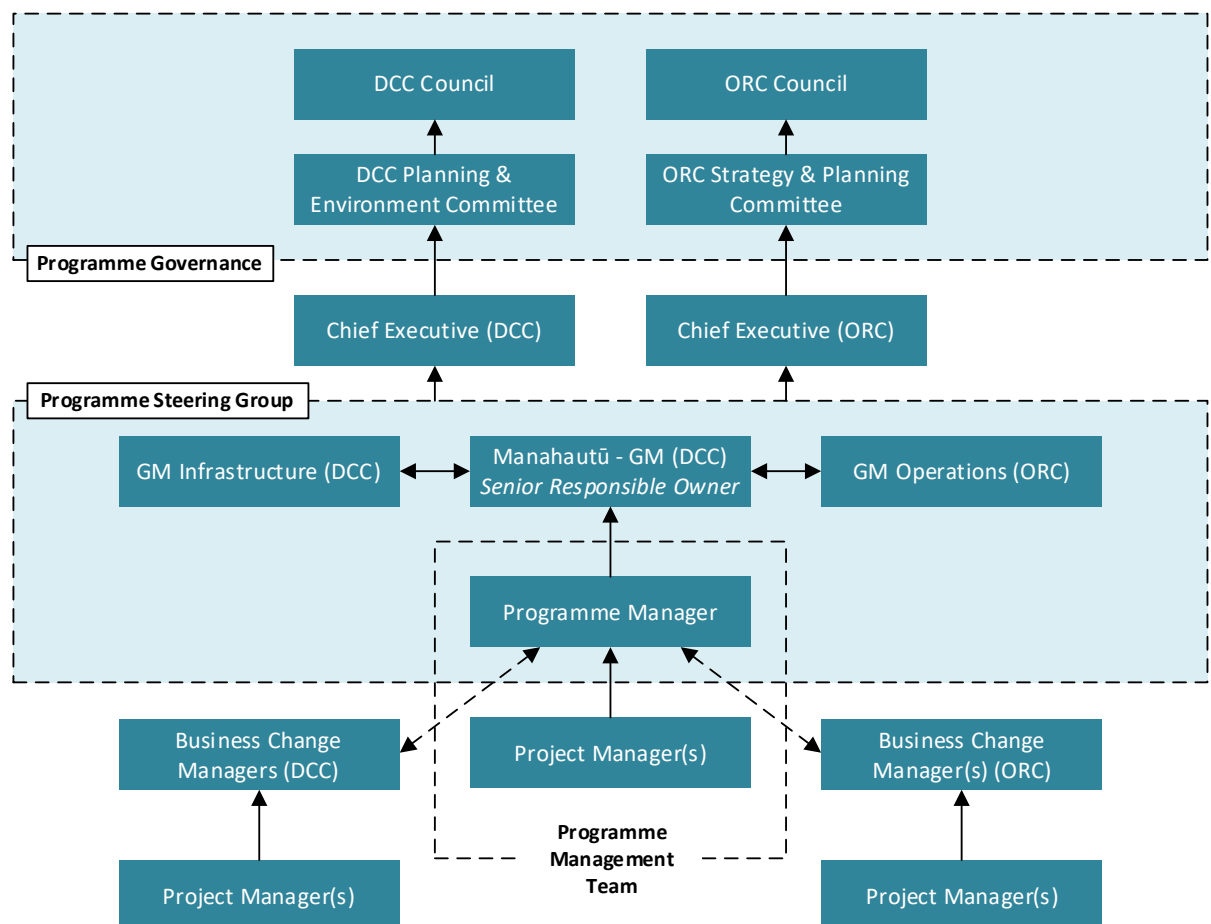 DCC Council
ORC Council
DCC Planning &
Environment Committee
ORC Strategy & Planning
Committee
Programme Governance
Chief Executive (DCC)
Chief Executive (ORC)
Programme Steering Group
GM Infrastructure (DCC)
Manahautū - GM (DCC)
Senior Responsible Owner
GM Operations (ORC)
Programme Manager
Business Change
Managers (DCC)
Project Manager(s)
Business Change
Manager(s) (ORC)
Programme
Management
Team
Project Manager(s)
Project Manager(s)